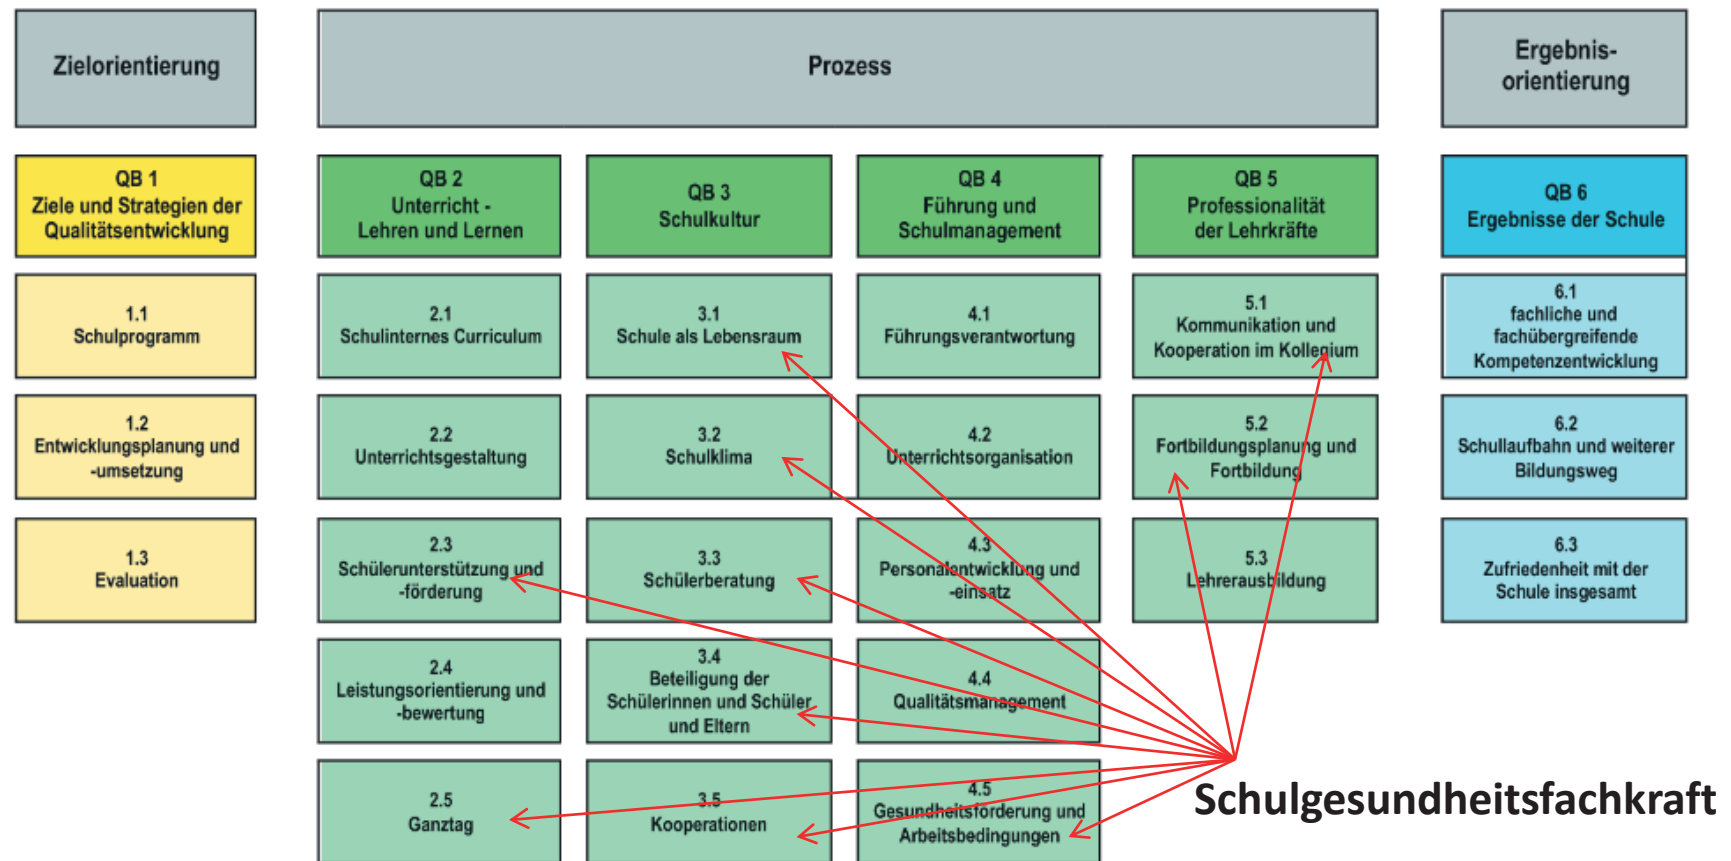 Zielorientierung
Prozess
Ergebnis-
orientierung
QB 1
Ziele und Strategien der
Qualitätsentwicklung
QB 2
Unterricht -
Lehren und Lernen
QB 3
Schulkultur
QB 4
Führung und
Schulmanagement
QB 5
Professionalität
der Lehrkräfte
QB 6
Ergebnisse der Schule
1.1
Schulprogramm
2.1
Schulinternes Curriculum
3.1
Schule als Lebensraum
4.1
Führungsverantwortung
5.1
Kommunikation und
Kooperation im Kollegium
6.1
fachliche und
fachübergreifende
Kompetenzentwicklung
1.2
Entwicklungsplanung und
-umsetzung
2.2
Unterrichtsgestaltung
3.2
Schulklima
4.2
Unterrichtsorganisation
5.2
Fortbildungsplanung und
Fortbildung
6.2
Schullaufbahn und weiterer
Bildungsweg
1.3
Evaluation
2.3
Schülerunterstützung und
-förderung
3.3
Schülerberatung
4.3
Personalentwicklung und
-einsatz
5.3
Lehrerausbildung
6.3
Zufriedenheit mit der
Schule insgesamt
2.4
Leistungsorientierung und
-bewertung
3.4
Beteiligung der
Schülerinnen und Schüler
und Eltern
4.4
Qualitätsmanagement
2.5
Ganztag
3.5
Kooperationen
4.5
Gesundheitsförderung und
Arbeitsbedingungen
Schulgesundheitsfachkraft